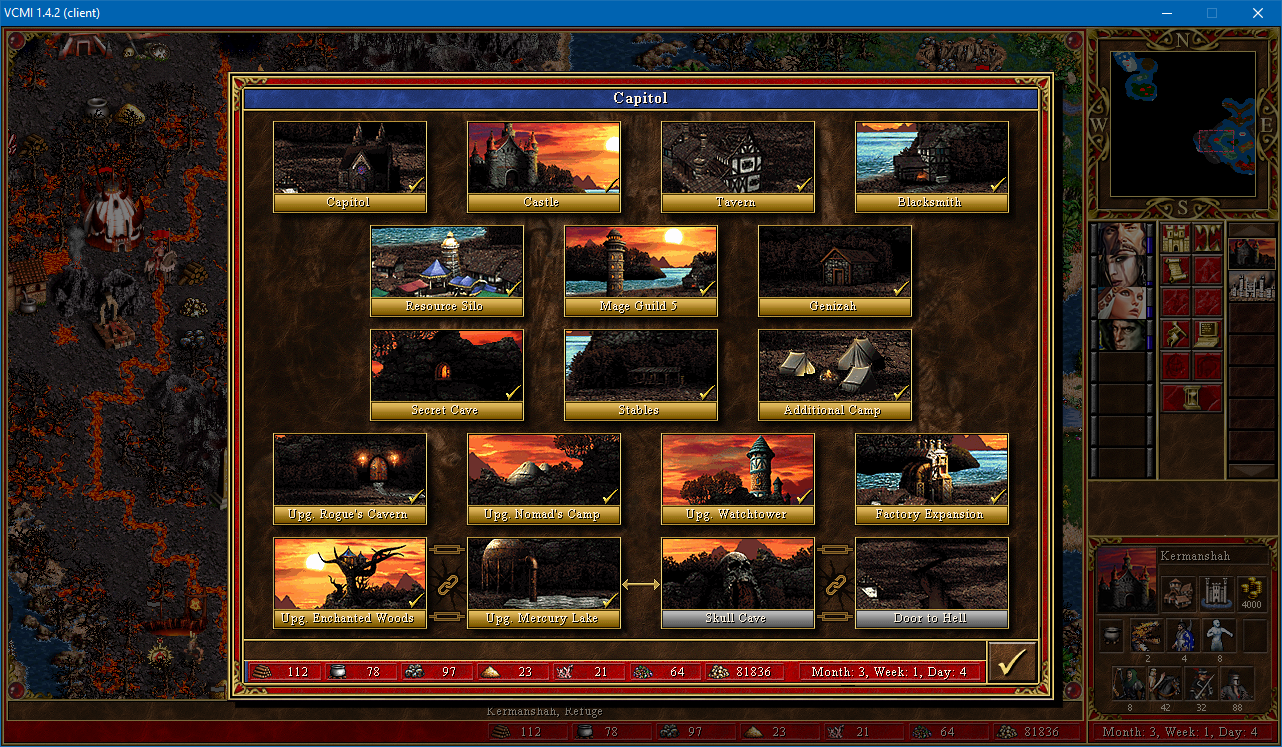 VCMI 1.4.2 (client)
N
W
E
S
Capitol
Capitol
Castle
Tavern
Blacksmith
Resource Silo
Mage Guild 5
Genizah
Secret Cave
Stables
Additional Camp
Upg. Rogue's Cavern
Upg. Nomad's Camp
Upg. Watchtower
Factory Expansion
Upg. Enchanted Woods
Upg. Mercury Lake
Skull Cave
Door to Hell
112 78 97 23 21 64 81836 Month: 3, Week: 1, Day: 4
Kermanshah
4000
2 4 8
8 42 32 88
Kermanshah, Refuge
112 78 97 23 21 64 81836 Month: 3, Week: 1, Day: 4